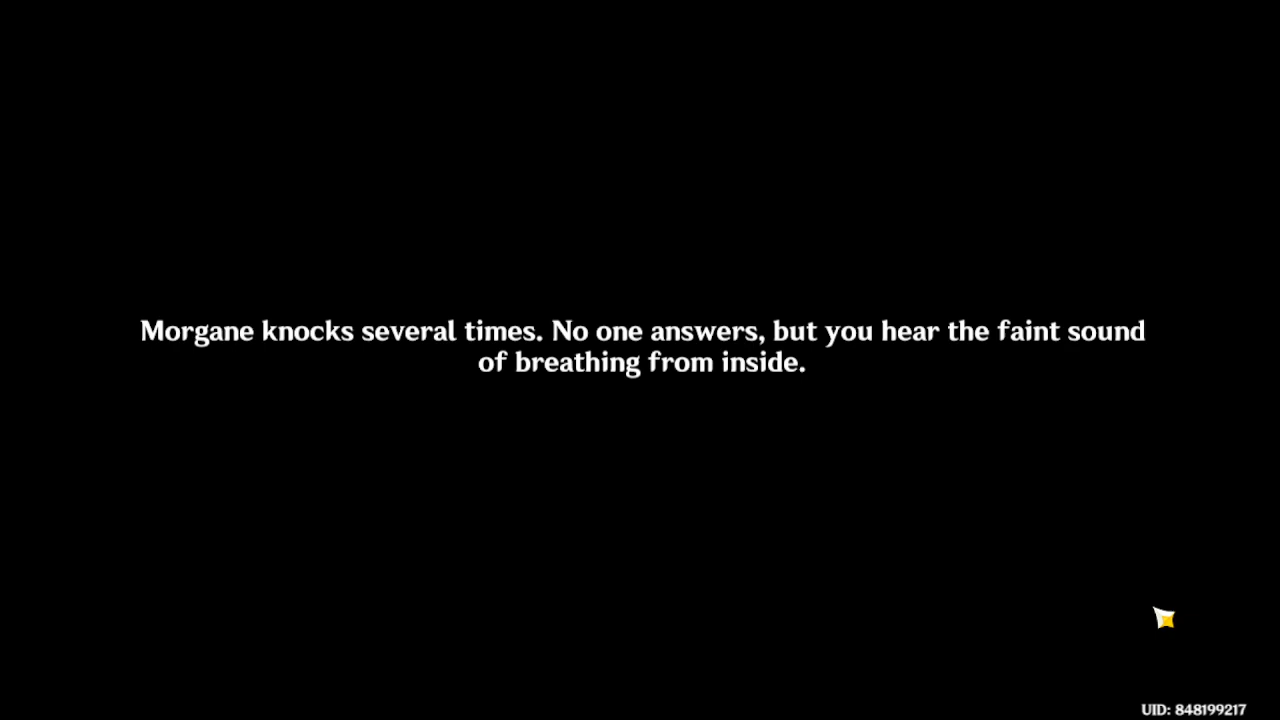 Morgane knocks several times. No one answers, but you hear the faint sound
of breathing from inside.
UID: 848199217